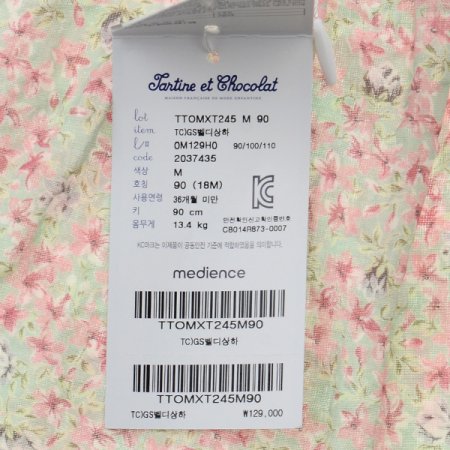 Tartine et Chocolat
MAISON FRANÇAISE DE MODE ENFANTINE
lot TTOMXT245 M 90
item TC)GS벨디상하
l/# 0M129H0 90/100/110
code 2037435
색상 M
호칭 90 (18M)
사용연령 36개월 미만
키 90 cm
몸무게 13.4 kg
안전확인신고확인증번호
CB014R873-0007
KC마크는 이제품이 공통안전 기준에 적합하였음을 의미합니다.
medience
TTOMXT245M90
TC)GS벨디상하
TTOMXT245M90
TC)GS벨디상하 ₩129,000